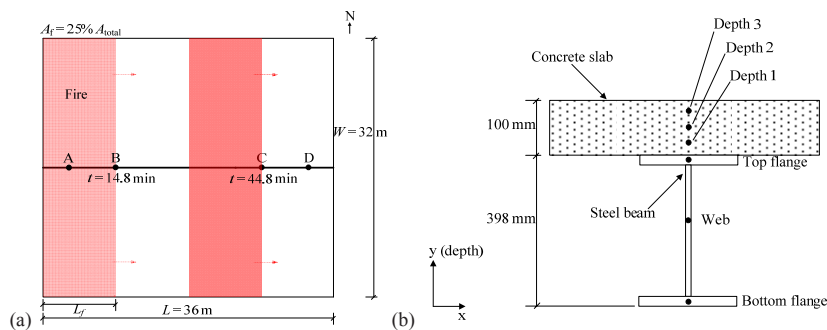 A_f = 25% A_total
N
Fire
W = 32 m
A
B
C
D
t = 14.8 min
t = 44.8 min
L_f
L = 36 m
(a)
Depth 3
Depth 2
Concrete slab
Depth 1
100 mm
Top flange
Steel beam
398 mm
Web
y (depth)
x
Bottom flange
(b)